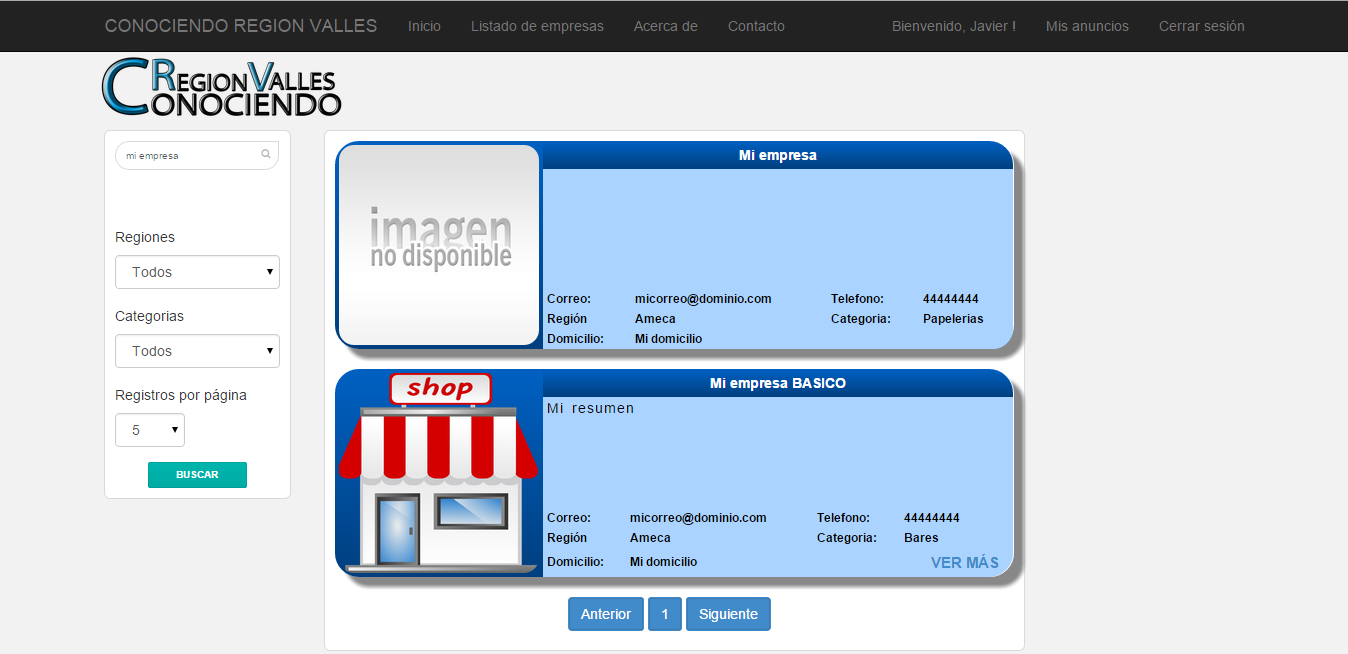 CONOCIENDO REGION VALLES Inicio Listado de empresas Acerca de Contacto Bienvenido, Javier ! Mis anuncios Cerrar sesión
REGION VALLES
CONOCIENDO
mi empresa
Regiones
Todos
Categorias
Todos
Registros por página
5
BUSCAR
imagen
no disponible
Mi empresa
Correo: micorreo@dominio.com Telefono: 44444444
Región Ameca Categoria: Papelerias
Domicilio: Mi domicilio
shop
Mi empresa BASICO
Mi resumen
Correo: micorreo@dominio.com Telefono: 44444444
Región Ameca Categoria: Bares
Domicilio: Mi domicilio VER MÁS
Anterior 1 Siguiente